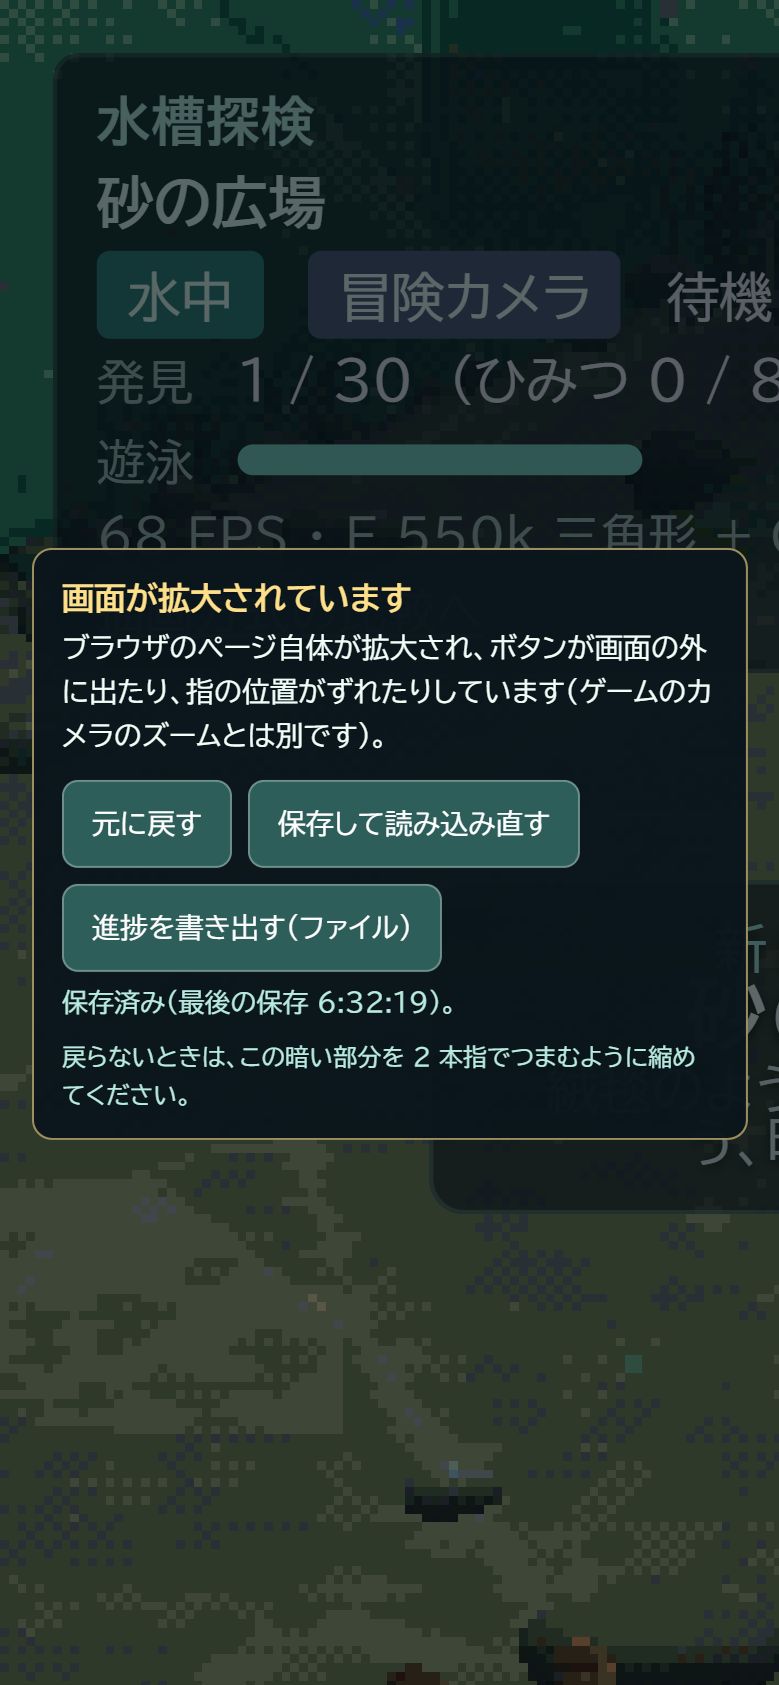 水槽探検
砂の広場
水中 冒険カメラ 待機
発見 1 / 30 （ひみつ 0 / 8
遊泳
68 FPS ・ F 550k 三角形 +
画面が拡大されています
ブラウザのページ自体が拡大され、ボタンが画面の外
に出たり、指の位置がずれたりしています（ゲームのカ
メラのズームとは別です）。
元に戻す 保存して読み込み直す
進捗を書き出す（ファイル）
保存済み（最後の保存 6:32:19）。
戻らないときは、この暗い部分を 2 本指でつまむように縮め
てください。